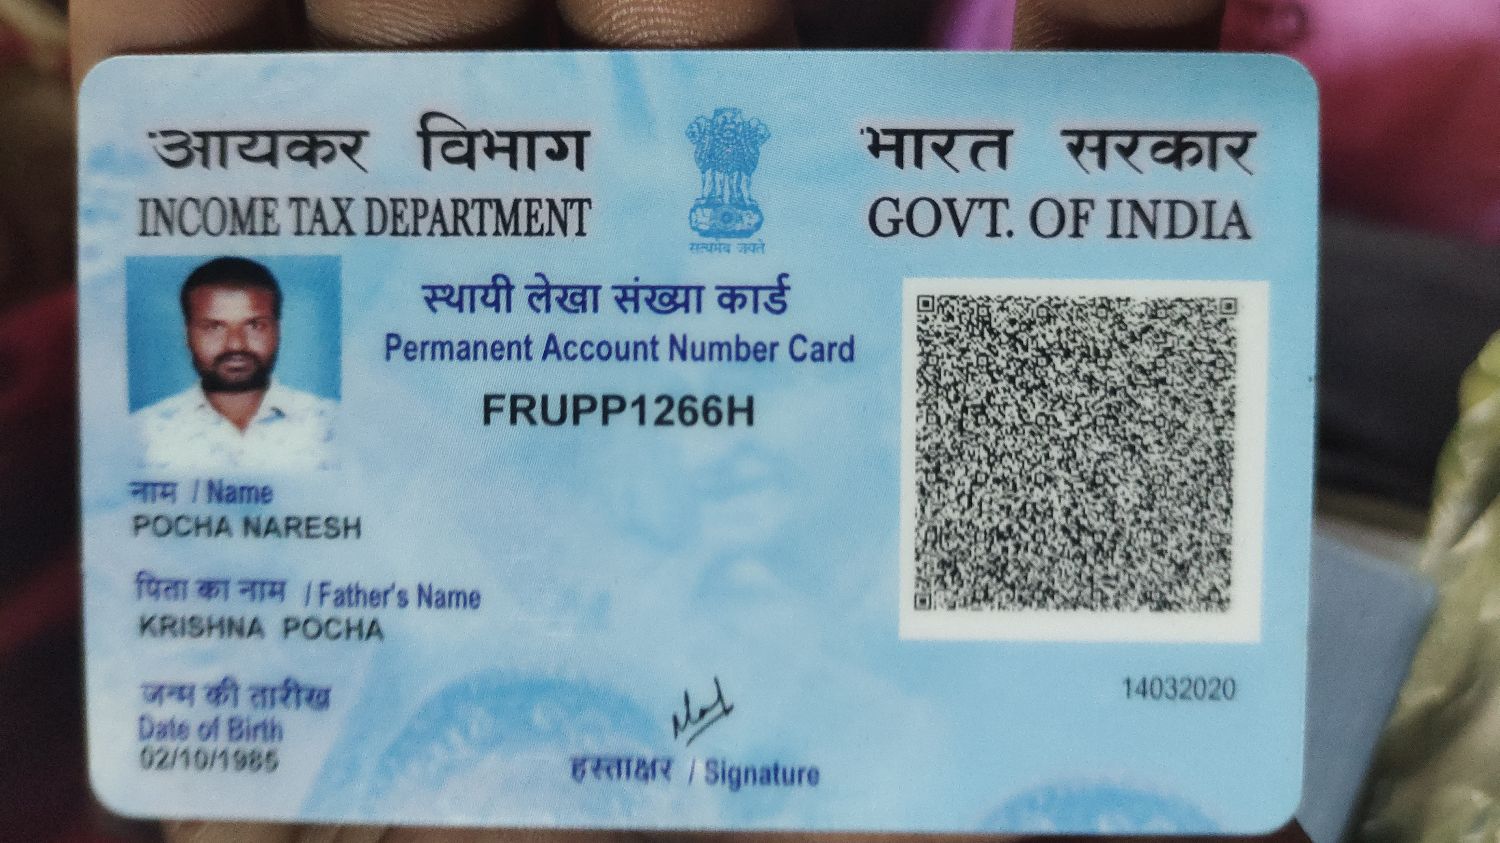 आयकर विभाग
INCOME TAX DEPARTMENT
सत्यमेव जयते
भारत सरकार
GOVT. OF INDIA
स्थायी लेखा संख्या कार्ड
Permanent Account Number Card
FRUPP1266H
नाम / Name
POCHA NARESH
पिता का नाम / Father's Name
KRISHNA POCHA
जन्म की तारीख
Date of Birth
02/10/1985
हस्ताक्षर / Signature
14032020